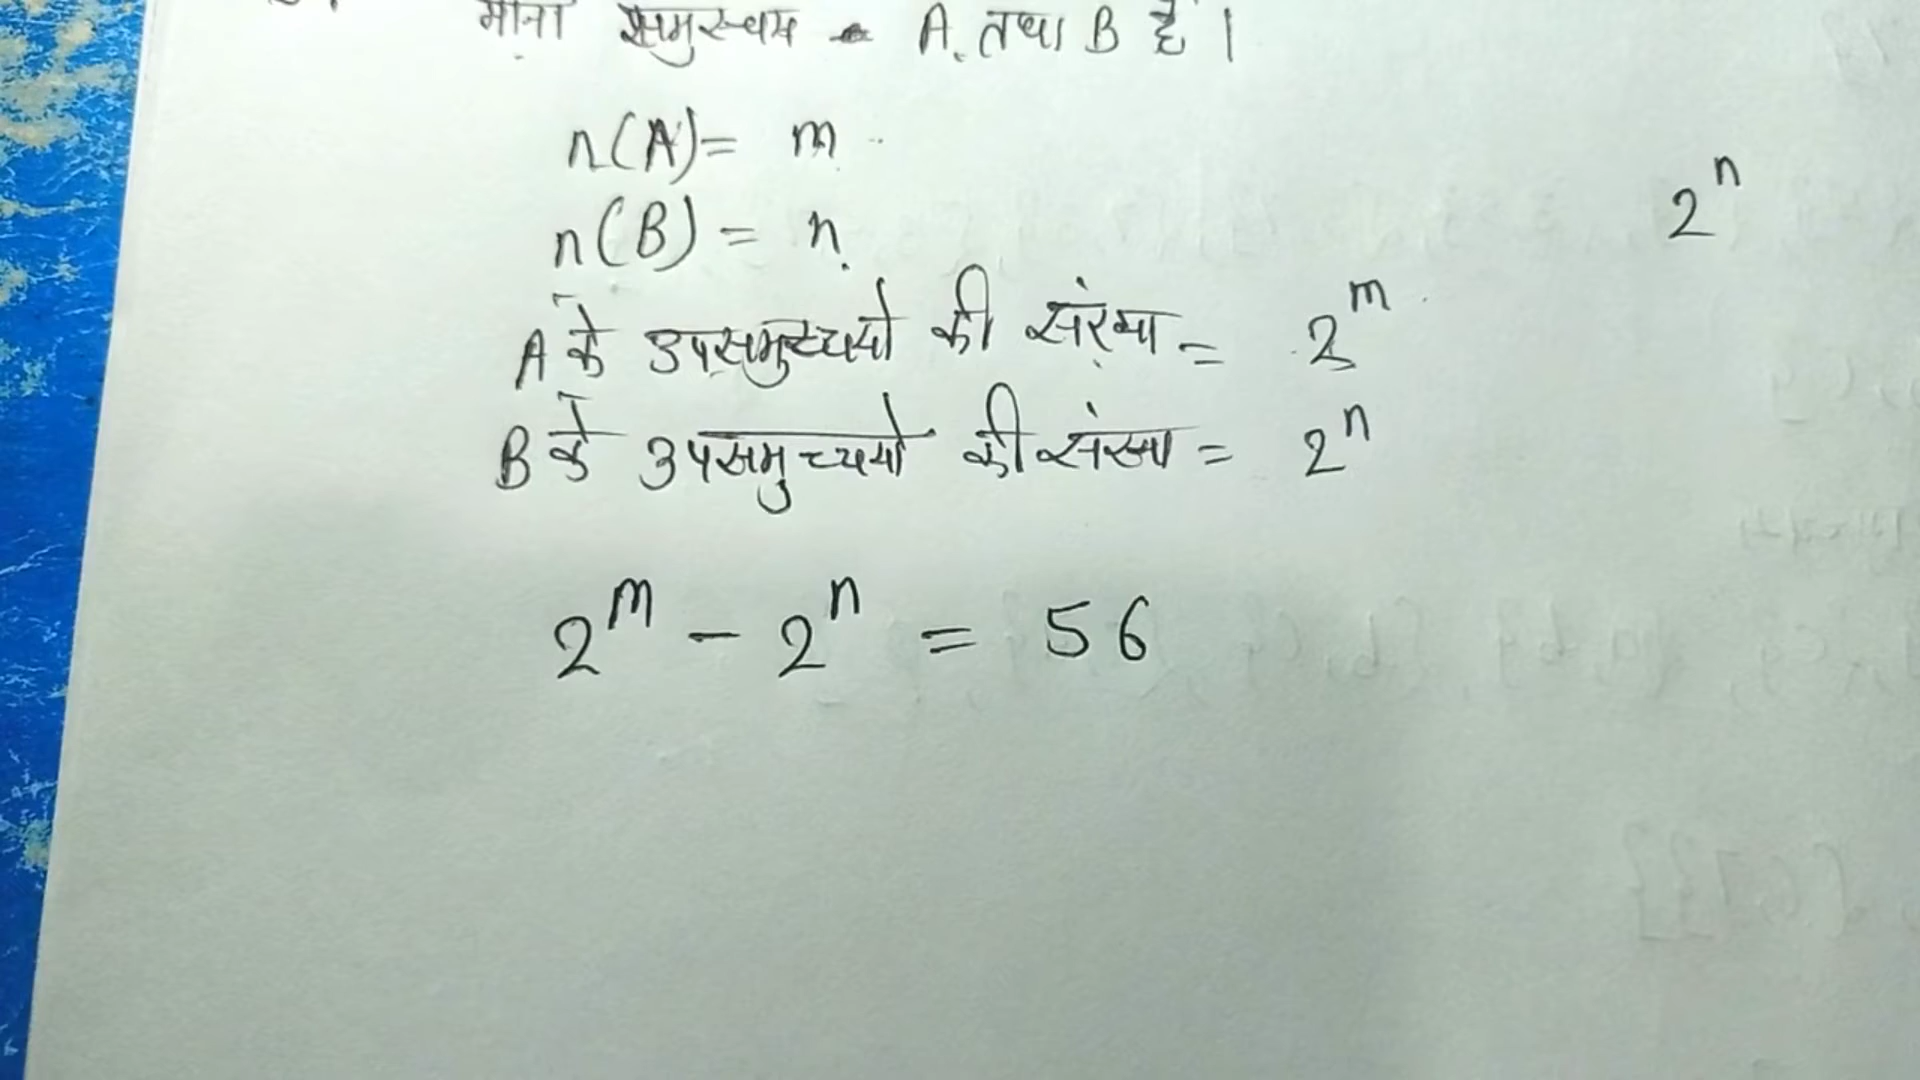 माना समुच्चय A तथा B है ।
n(A) = m
2^n
n(B) = n
A के उपसमुच्चयो की संख्या = 2^m
B के उपसमुच्चयो की संख्या = 2^n
2^m - 2^n = 56